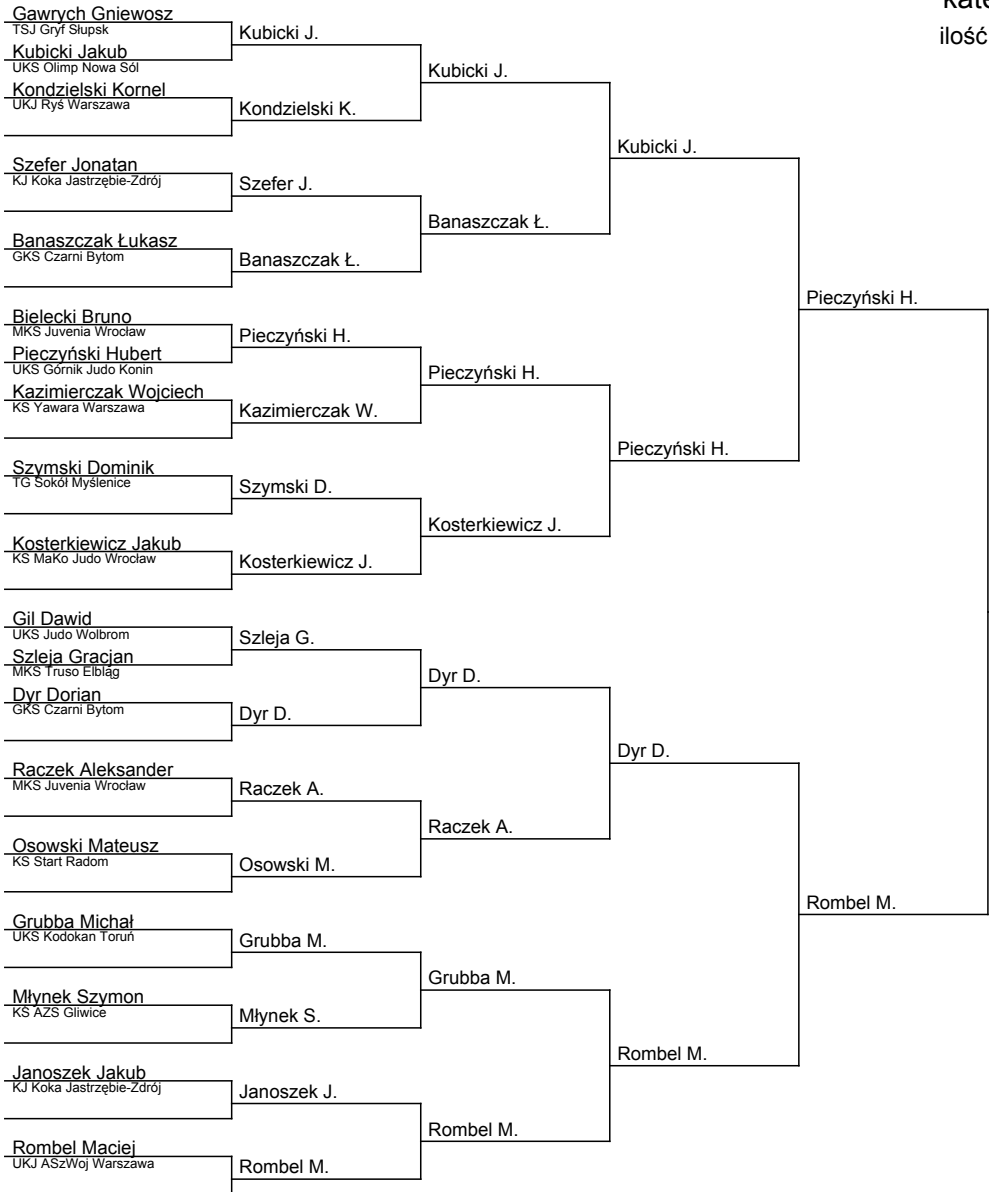 Gawrych Gniewosz
TSJ Gryf Słupsk
Kubicki Jakub
UKS Olimp Nowa Sól
Kondzielski Kornel
UKJ Ryś Warszawa
Szefer Jonatan
KJ Koka Jastrzębie-Zdrój
Banaszczak Łukasz
GKS Czarni Bytom
Bielecki Bruno
MKS Juvenia Wrocław
Pieczyński Hubert
UKS Górnik Judo Konin
Kazimierczak Wojciech
KS Yawara Warszawa
Szymski Dominik
TG Sokół Myślenice
Kosterkiewicz Jakub
KS MaKo Judo Wrocław
Gil Dawid
UKS Judo Wolbrom
Szleja Gracjan
MKS Truso Elbląg
Dyr Dorian
GKS Czarni Bytom
Raczek Aleksander
MKS Juvenia Wrocław
Osowski Mateusz
KS Start Radom
Grubba Michał
UKS Kodokan Toruń
Młynek Szymon
KS AZS Gliwice
Janoszek Jakub
KJ Koka Jastrzębie-Zdrój
Rombel Maciej
UKJ ASzWoj Warszawa
Kubicki J.
Kondzielski K.
Szefer J.
Banaszczak Ł.
Pieczyński H.
Kazimierczak W.
Szymski D.
Kosterkiewicz J.
Szleja G.
Dyr D.
Raczek A.
Osowski M.
Grubba M.
Młynek S.
Janoszek J.
Rombel M.
Kubicki J.
Banaszczak Ł.
Pieczyński H.
Kosterkiewicz J.
Dyr D.
Raczek A.
Grubba M.
Rombel M.
Kubicki J.
Pieczyński H.
Dyr D.
Rombel M.
Pieczyński H.
Rombel M.
ilość